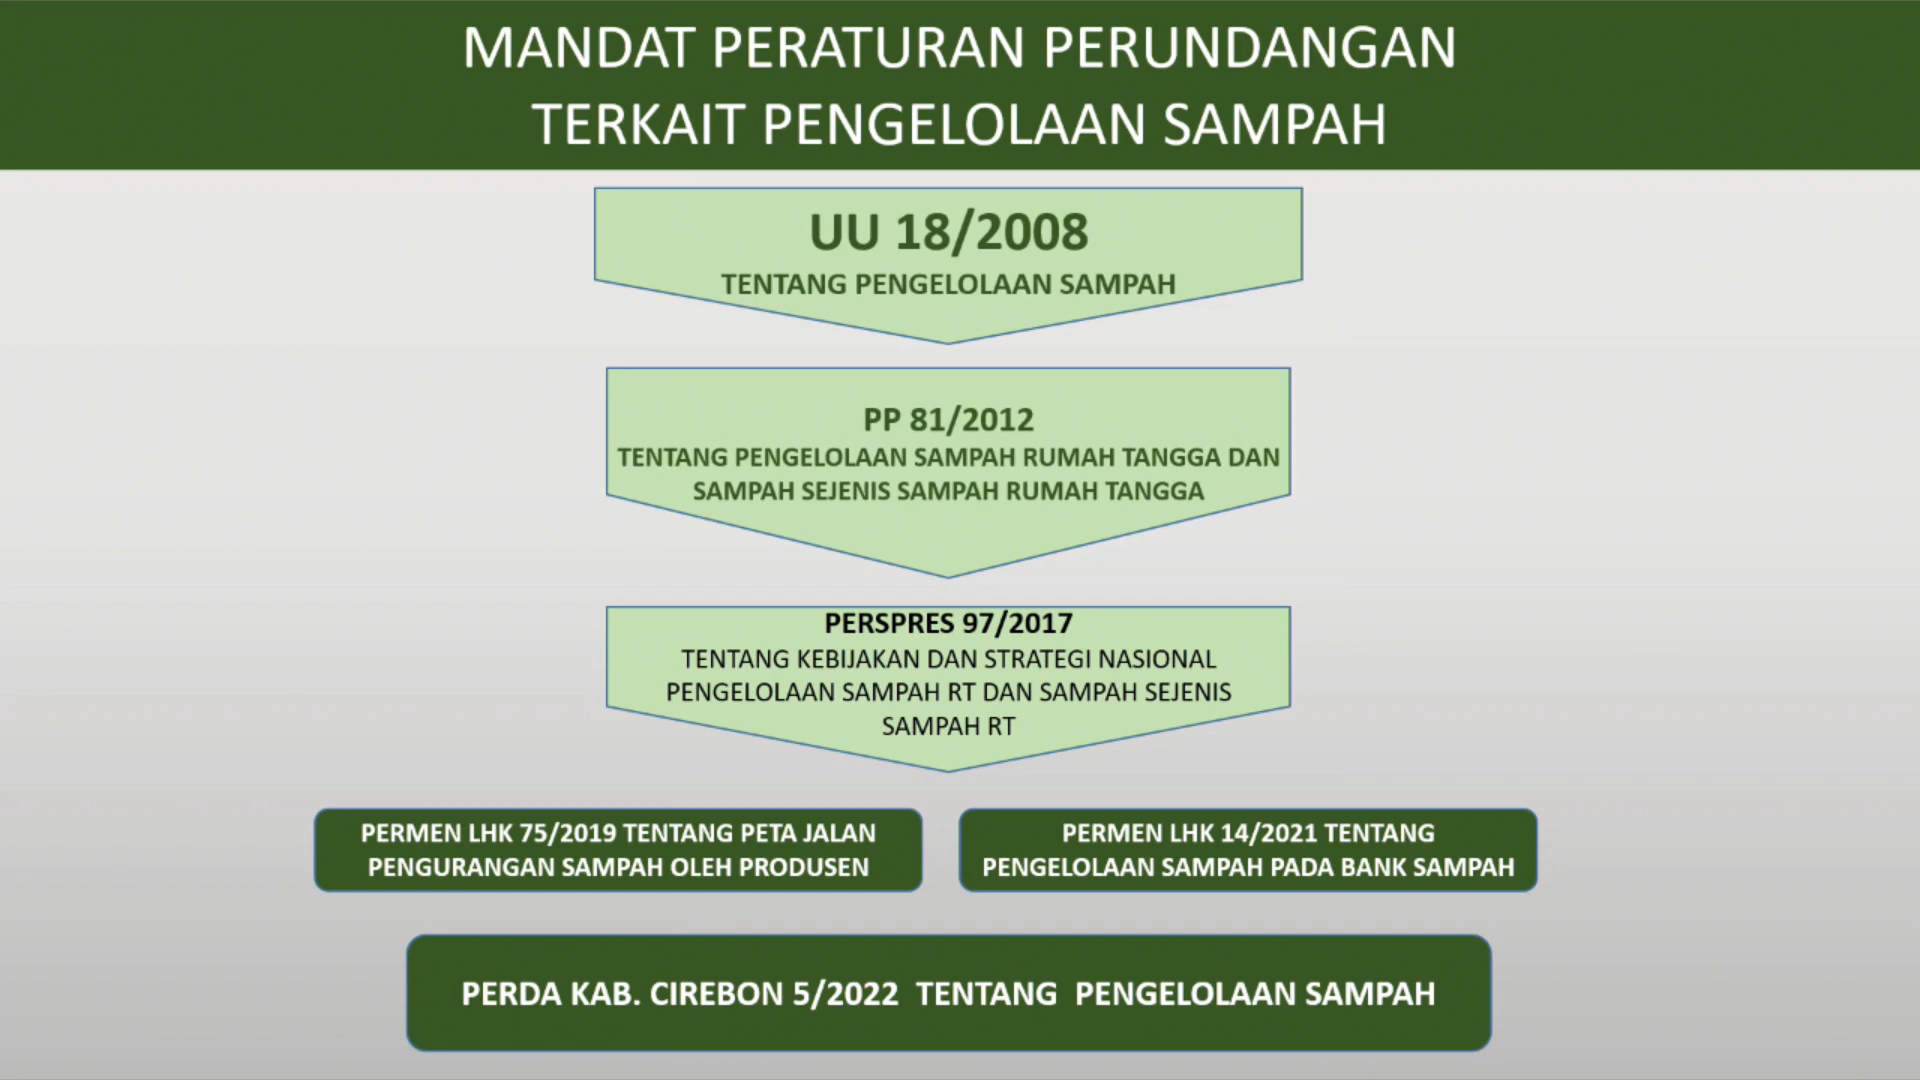 MANDAT PERATURAN PERUNDANGAN
TERKAIT PENGELOLAAN SAMPAH
UU 18/2008
TENTANG PENGELOLAAN SAMPAH
PP 81/2012
TENTANG PENGELOLAAN SAMPAH RUMAH TANGGA DAN
SAMPAH SEJENIS SAMPAH RUMAH TANGGA
PERSPRES 97/2017
TENTANG KEBIJAKAN DAN STRATEGI NASIONAL
PENGELOLAAN SAMPAH RT DAN SAMPAH SEJENIS
SAMPAH RT
PERMEN LHK 75/2019 TENTANG PETA JALAN
PENGURANGAN SAMPAH OLEH PRODUSEN
PERMEN LHK 14/2021 TENTANG
PENGELOLAAN SAMPAH PADA BANK SAMPAH
PERDA KAB. CIREBON 5/2022 TENTANG PENGELOLAAN SAMPAH